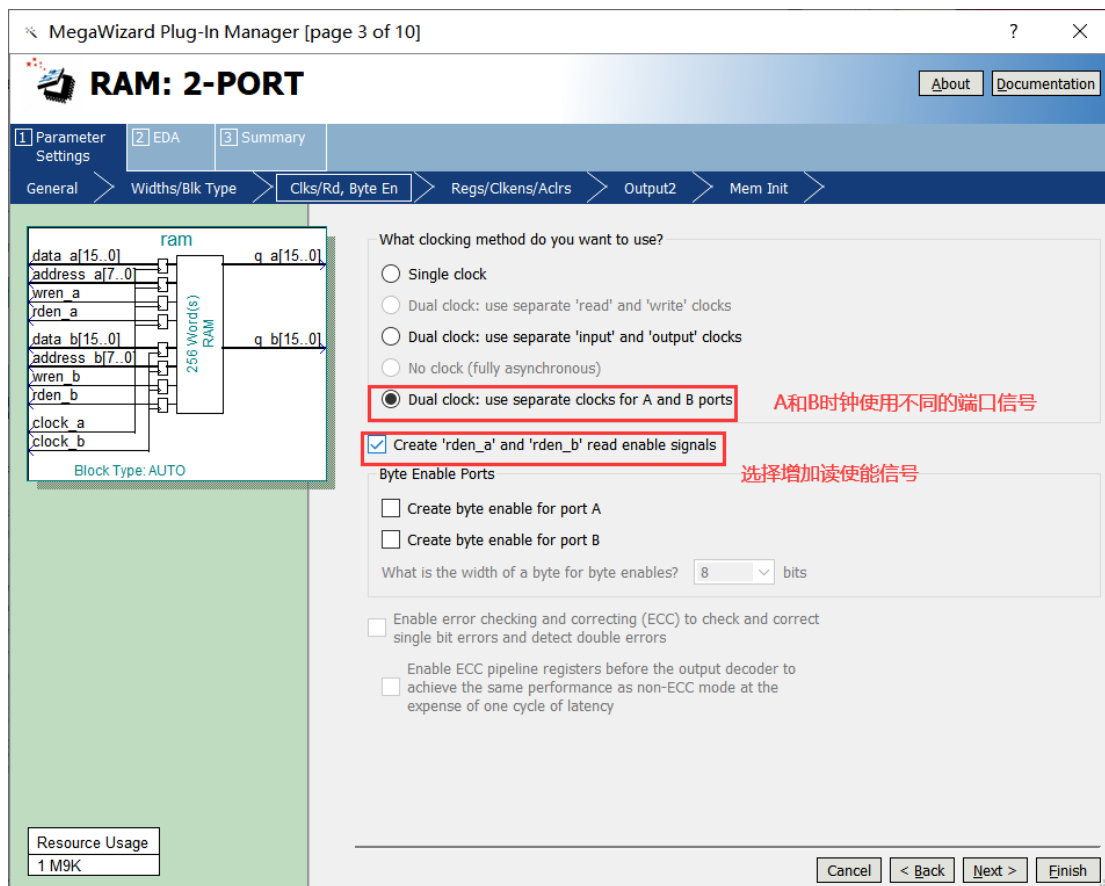 MegaWizard Plug-In Manager [page 3 of 10]
?
RAM: 2-PORT
About
Documentation
1 Parameter Settings
2 EDA
3 Summary
General
Widths/Blk Type
Clks/Rd, Byte En
Regs/Clkens/Aclrs
Output2
Mem Init
ram
data_a[15..0]
q_a[15..0]
address_a[7..0]
wren_a
rden_a
data_b[15..0]
q_b[15..0]
address_b[7..0]
wren_b
rden_b
clock_a
clock_b
256 Word(s)
RAM
Block Type: AUTO
What clocking method do you want to use?
Single clock
Dual clock: use separate 'read' and 'write' clocks
Dual clock: use separate 'input' and 'output' clocks
No clock (fully asynchronous)
Dual clock: use separate clocks for A and B ports
A和B时钟使用不同的端口信号
Create 'rden_a' and 'rden_b' read enable signals
选择增加读使能信号
Byte Enable Ports
Create byte enable for port A
Create byte enable for port B
What is the width of a byte for byte enables? 8 bits
Enable error checking and correcting (ECC) to check and correct
single bit errors and detect double errors
Enable ECC pipeline registers before the output decoder to
achieve the same performance as non-ECC mode at the
expense of one cycle of latency
Resource Usage
1 M9K
Cancel
< Back
Next >
Finish